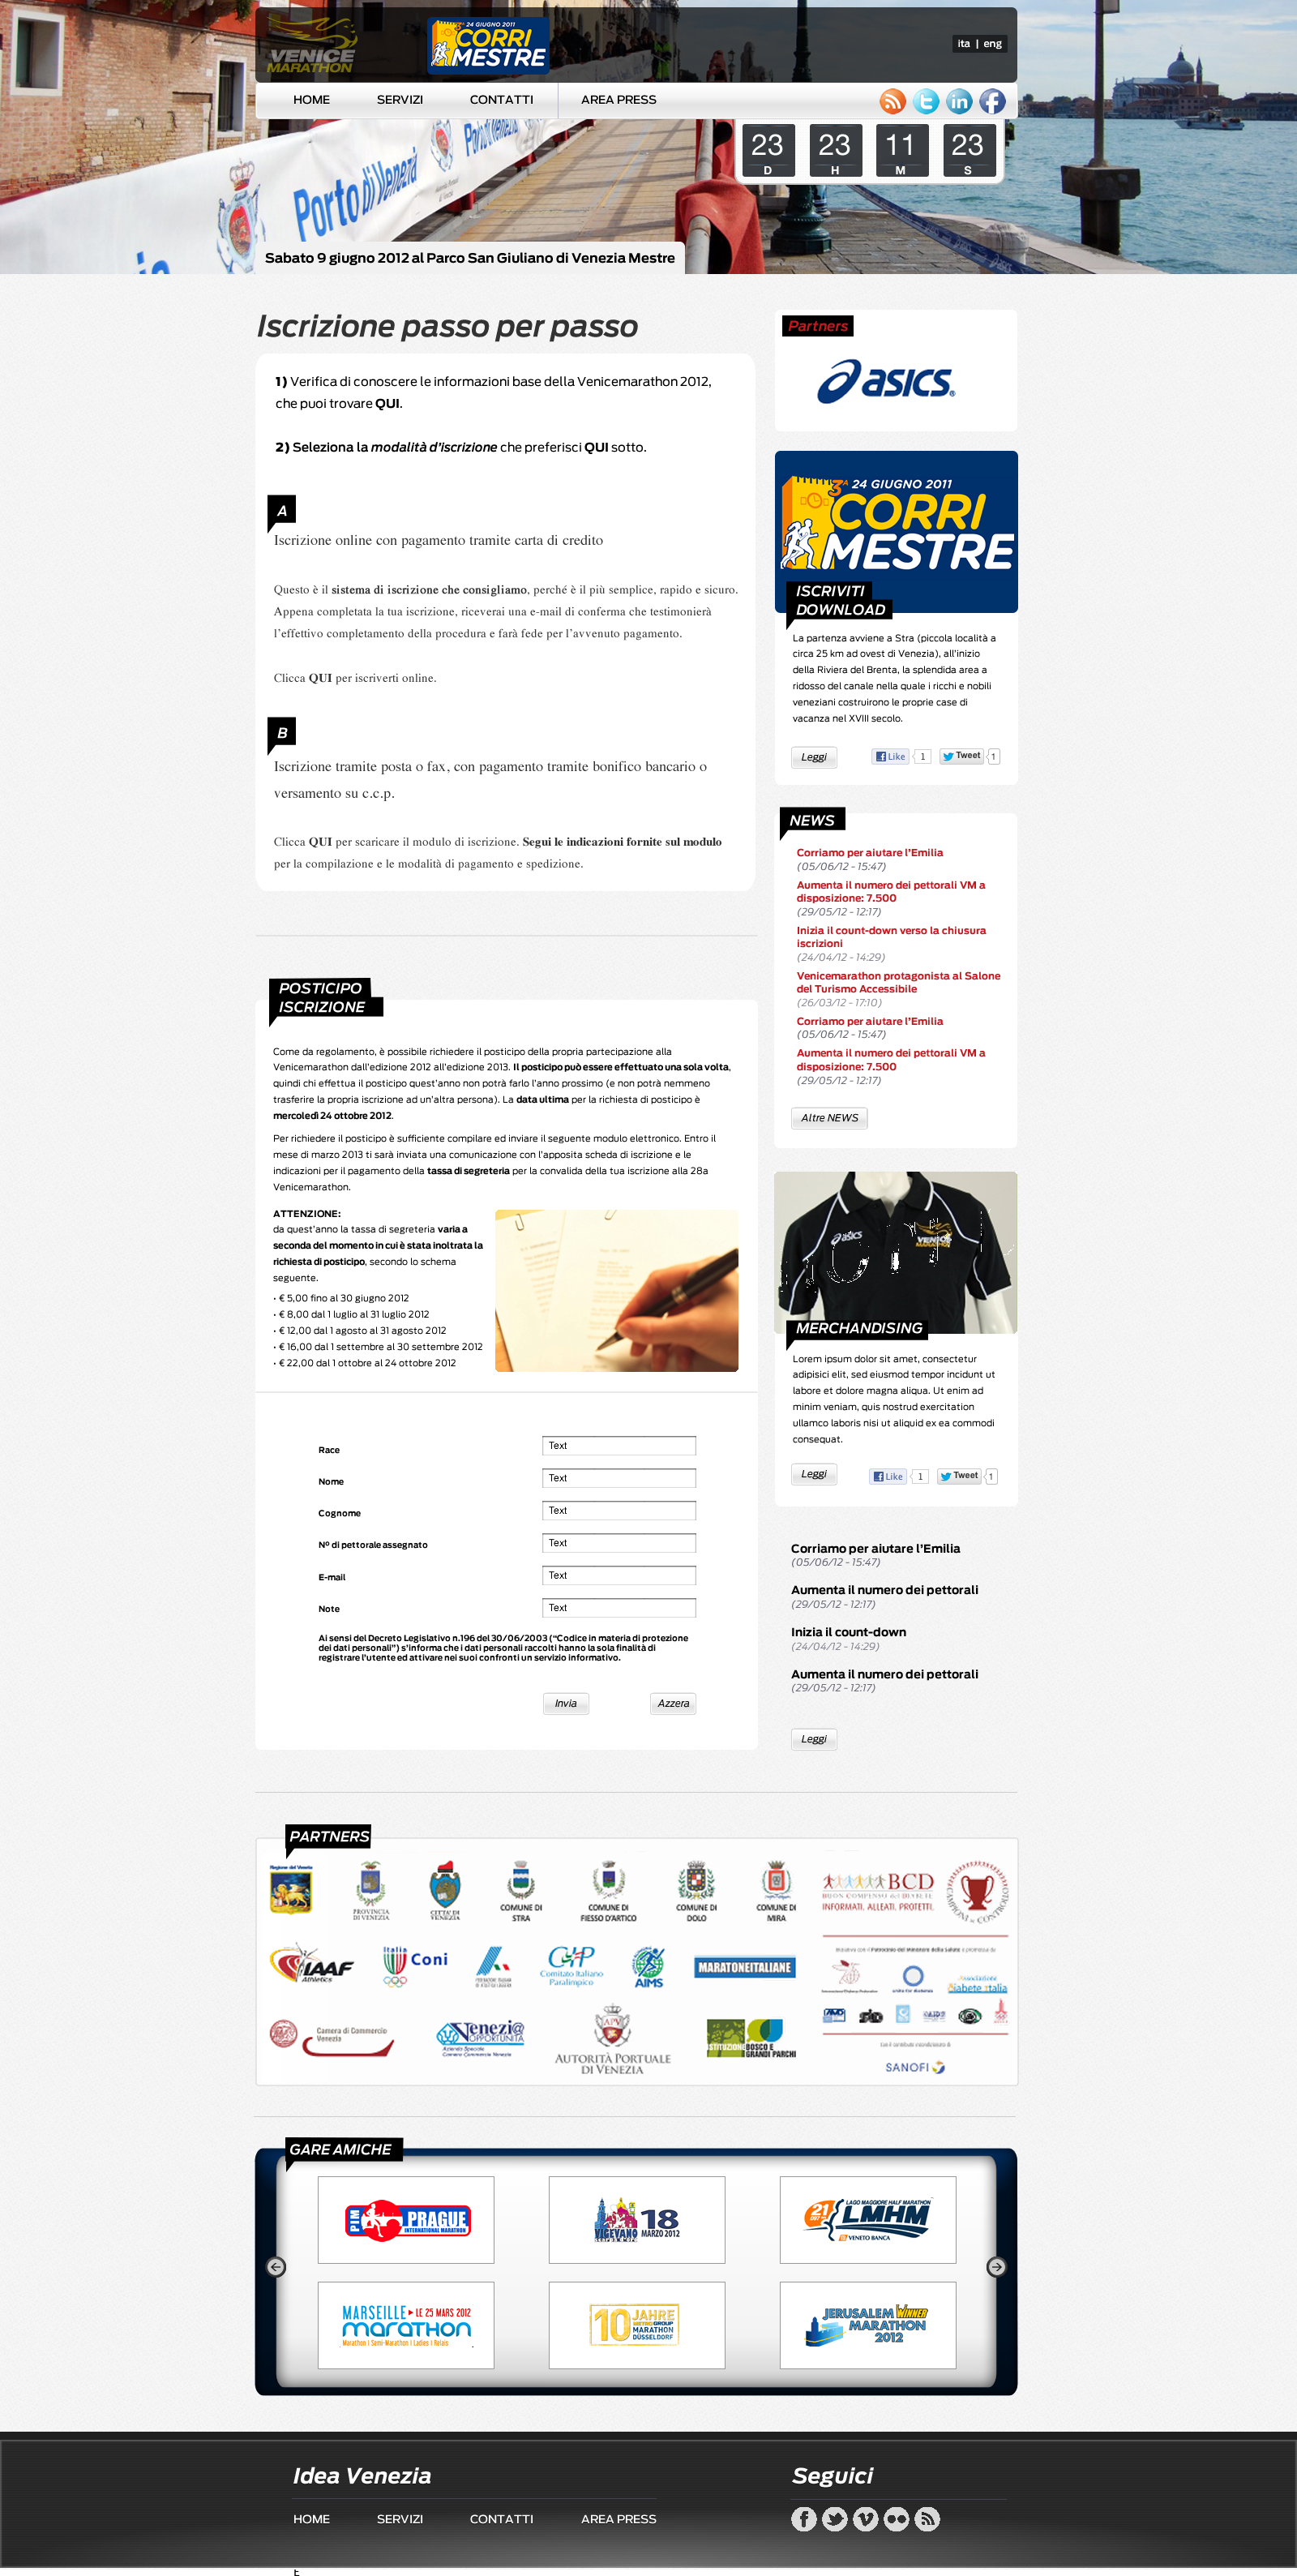 VENICE
MARATHON
24 GIUGNO 2011
CORRI
MESTRE
ita | eng
HOME SERVIZI CONTATTI AREA PRESS
23 23 11 23
D H M S
Porto di Venezia
Sabato 9 giugno 2012 al Parco San Giuliano di Venezia Mestre
Iscrizione passo per passo
1) Verifica di conoscere le informazioni base della Venicemarathon 2012,
che puoi trovare QUI.
2) Seleziona la modalità d'iscrizione che preferisci QUI sotto.
A
Iscrizione online con pagamento tramite carta di credito
Questo è il sistema di iscrizione che consigliamo, perché è il più semplice, rapido e sicuro.
Appena completata la tua iscrizione, riceverai una e-mail di conferma che testimonierà
l'effettivo completamento della procedura e farà fede per l'avvenuto pagamento.
Clicca QUI per iscriverti online.
B
Iscrizione tramite posta o fax, con pagamento tramite bonifico bancario o
versamento su c.c.p.
Clicca QUI per scaricare il modulo di iscrizione. Segui le indicazioni fornite sul modulo
per la compilazione e le modalità di pagamento e spedizione.
POSTICIPO
ISCRIZIONE
Come da regolamento, è possibile richiedere il posticipo della propria partecipazione alla
Venicemarathon dall'edizione 2012 all'edizione 2013. Il posticipo può essere effettuato una sola volta,
quindi chi effettua il posticipo quest'anno non potrà farlo l'anno prossimo (e non potrà nemmeno
trasferire la propria iscrizione ad un'altra persona). La data ultima per la richiesta di posticipo è
mercoledì 24 ottobre 2012.
Per richiedere il posticipo è sufficiente compilare ed inviare il seguente modulo elettronico. Entro il
mese di marzo 2013 ti sarà inviata una comunicazione con l'apposita scheda di iscrizione e le
indicazioni per il pagamento della tassa di segreteria per la convalida della tua iscrizione alla 28a
Venicemarathon.
ATTENZIONE:
da quest'anno la tassa di segreteria varia a
seconda del momento in cui è stata inoltrata la
richiesta di posticipo, secondo lo schema
seguente.
• € 5,00 fino al 30 giugno 2012
• € 8,00 dal 1 luglio al 31 luglio 2012
• € 12,00 dal 1 agosto al 31 agosto 2012
• € 16,00 dal 1 settembre al 30 settembre 2012
• € 22,00 dal 1 ottobre al 24 ottobre 2012
Race Text
Nome Text
Cognome Text
N° di pettorale assegnato Text
E-mail Text
Note Text
Ai sensi del Decreto Legislativo n.196 del 30/06/2003 ("Codice in materia di protezione
dei dati personali") s'informa che i dati personali raccolti hanno la sola finalità di
registrare l'utente ed attivare nei suoi confronti un servizio informativo.
Invia Azzera
Partners
asics
3A 24 GIUGNO 2011
CORRI
MESTRE
ISCRIVITI
DOWNLOAD
La partenza avviene a Stra (piccola località a
circa 25 km ad ovest di Venezia), all'inizio
della Riviera del Brenta, la splendida area a
ridosso del canale nella quale i ricchi e nobili
veneziani costruirono le proprie case di
vacanza nel XVIII secolo.
Leggi Like 1 Tweet 1
NEWS
Corriamo per aiutare l'Emilia
(05/06/12 - 15:47)
Aumenta il numero dei pettorali VM a
disposizione: 7.500
(29/05/12 - 12:17)
Inizia il count-down verso la chiusura
iscrizioni
(24/04/12 - 14:29)
Venicemarathon protagonista al Salone
del Turismo Accessibile
(26/03/12 - 17:10)
Corriamo per aiutare l'Emilia
(05/06/12 - 15:47)
Aumenta il numero dei pettorali VM a
disposizione: 7.500
(29/05/12 - 12:17)
Altre NEWS
asics VENICE MARATHON
MERCHANDISING
Lorem ipsum dolor sit amet, consectetur
adipisici elit, sed eiusmod tempor incidunt ut
labore et dolore magna aliqua. Ut enim ad
minim veniam, quis nostrud exercitation
ullamco laboris nisi ut aliquid ex ea commodi
consequat.
Leggi Like 1 Tweet 1
Corriamo per aiutare l'Emilia
(05/06/12 - 15:47)
Aumenta il numero dei pettorali
(29/05/12 - 12:17)
Inizia il count-down
(24/04/12 - 14:29)
Aumenta il numero dei pettorali
(29/05/12 - 12:17)
Leggi
PARTNERS
Regione del Veneto
PROVINCIA DI VENEZIA
CITTA' DI VENEZIA
COMUNE DI STRA
COMUNE DI FIESSO D'ARTICO
COMUNE DI DOLO
COMUNE DI MIRA
BCD
INFORMATI. ALLEATI. PROTETTI.
IAAF Athletics
Italia Coni
CIP Comitato Italiano Paralimpico
AIMS
MARATONEITALIANE
diabete italia
Camera di Commercio
Venezia
Venezi@ OPPORTUNITÀ
APV
AUTORITÀ PORTUALE
DI VENEZIA
ISTITUZIONE BOSCO E
GRANDI PARCHI
SANOFI
GARE AMICHE
PIM PRAGUE
INTERNATIONAL MARATHON
VIGEVANO 18
MARZO 2012
LAGO MAGGIORE HALF MARATHON
21 LMHM
VENETO BANCA
MARSEILLE LE 25 MARS 2012
marathon
Marathon | Semi-Marathon | Ladies | Relais
10 JAHRE
METRO GROUP
MARATHON
DÜSSELDORF
JERUSALEM WINNER
MARATHON
2012
Idea Venezia
HOME SERVIZI CONTATTI AREA PRESS
Seguici